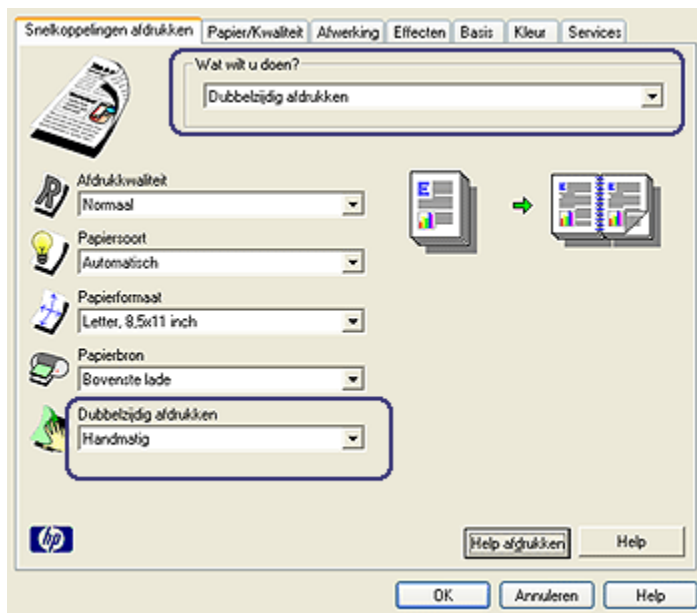 Snelkoppelingen afdrukken Papier/Kwaliteit Afwerking Effecten Basis Kleur Services
Wat wilt u doen?
Dubbelzijdig afdrukken
Afdrukkwaliteit
Normaal
Papiersoort
Automatisch
Papierformaat
Letter, 8,5x11 inch
Papierbron
Bovenste lade
Dubbelzijdig afdrukken
Handmatig
hp
Help afdrukken Help
OK Annuleren Help